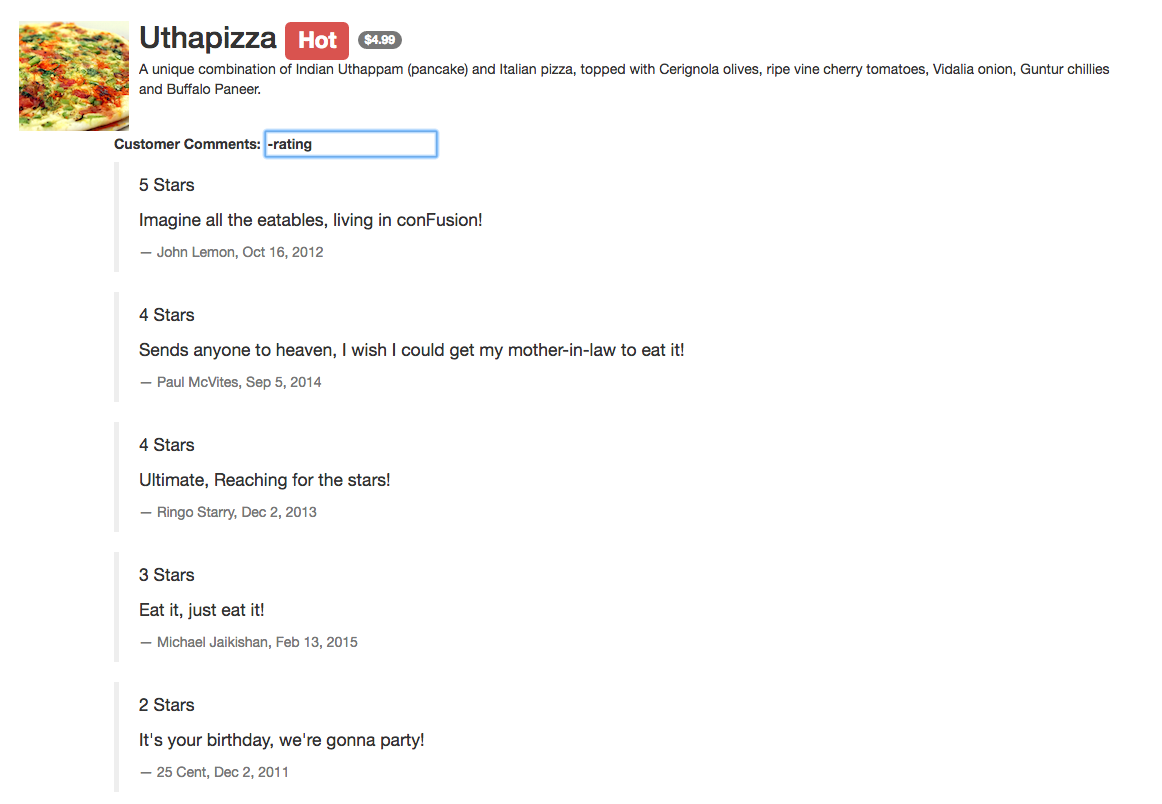 Uthapizza Hot $4.99
A unique combination of Indian Uthappam (pancake) and Italian pizza, topped with Cerignola olives, ripe vine cherry tomatoes, Vidalia onion, Guntur chillies
and Buffalo Paneer.
Customer Comments: -rating
5 Stars
Imagine all the eatables, living in conFusion!
— John Lemon, Oct 16, 2012
4 Stars
Sends anyone to heaven, I wish I could get my mother-in-law to eat it!
— Paul McVites, Sep 5, 2014
4 Stars
Ultimate, Reaching for the stars!
— Ringo Starry, Dec 2, 2013
3 Stars
Eat it, just eat it!
— Michael Jaikishan, Feb 13, 2015
2 Stars
It's your birthday, we're gonna party!
— 25 Cent, Dec 2, 2011